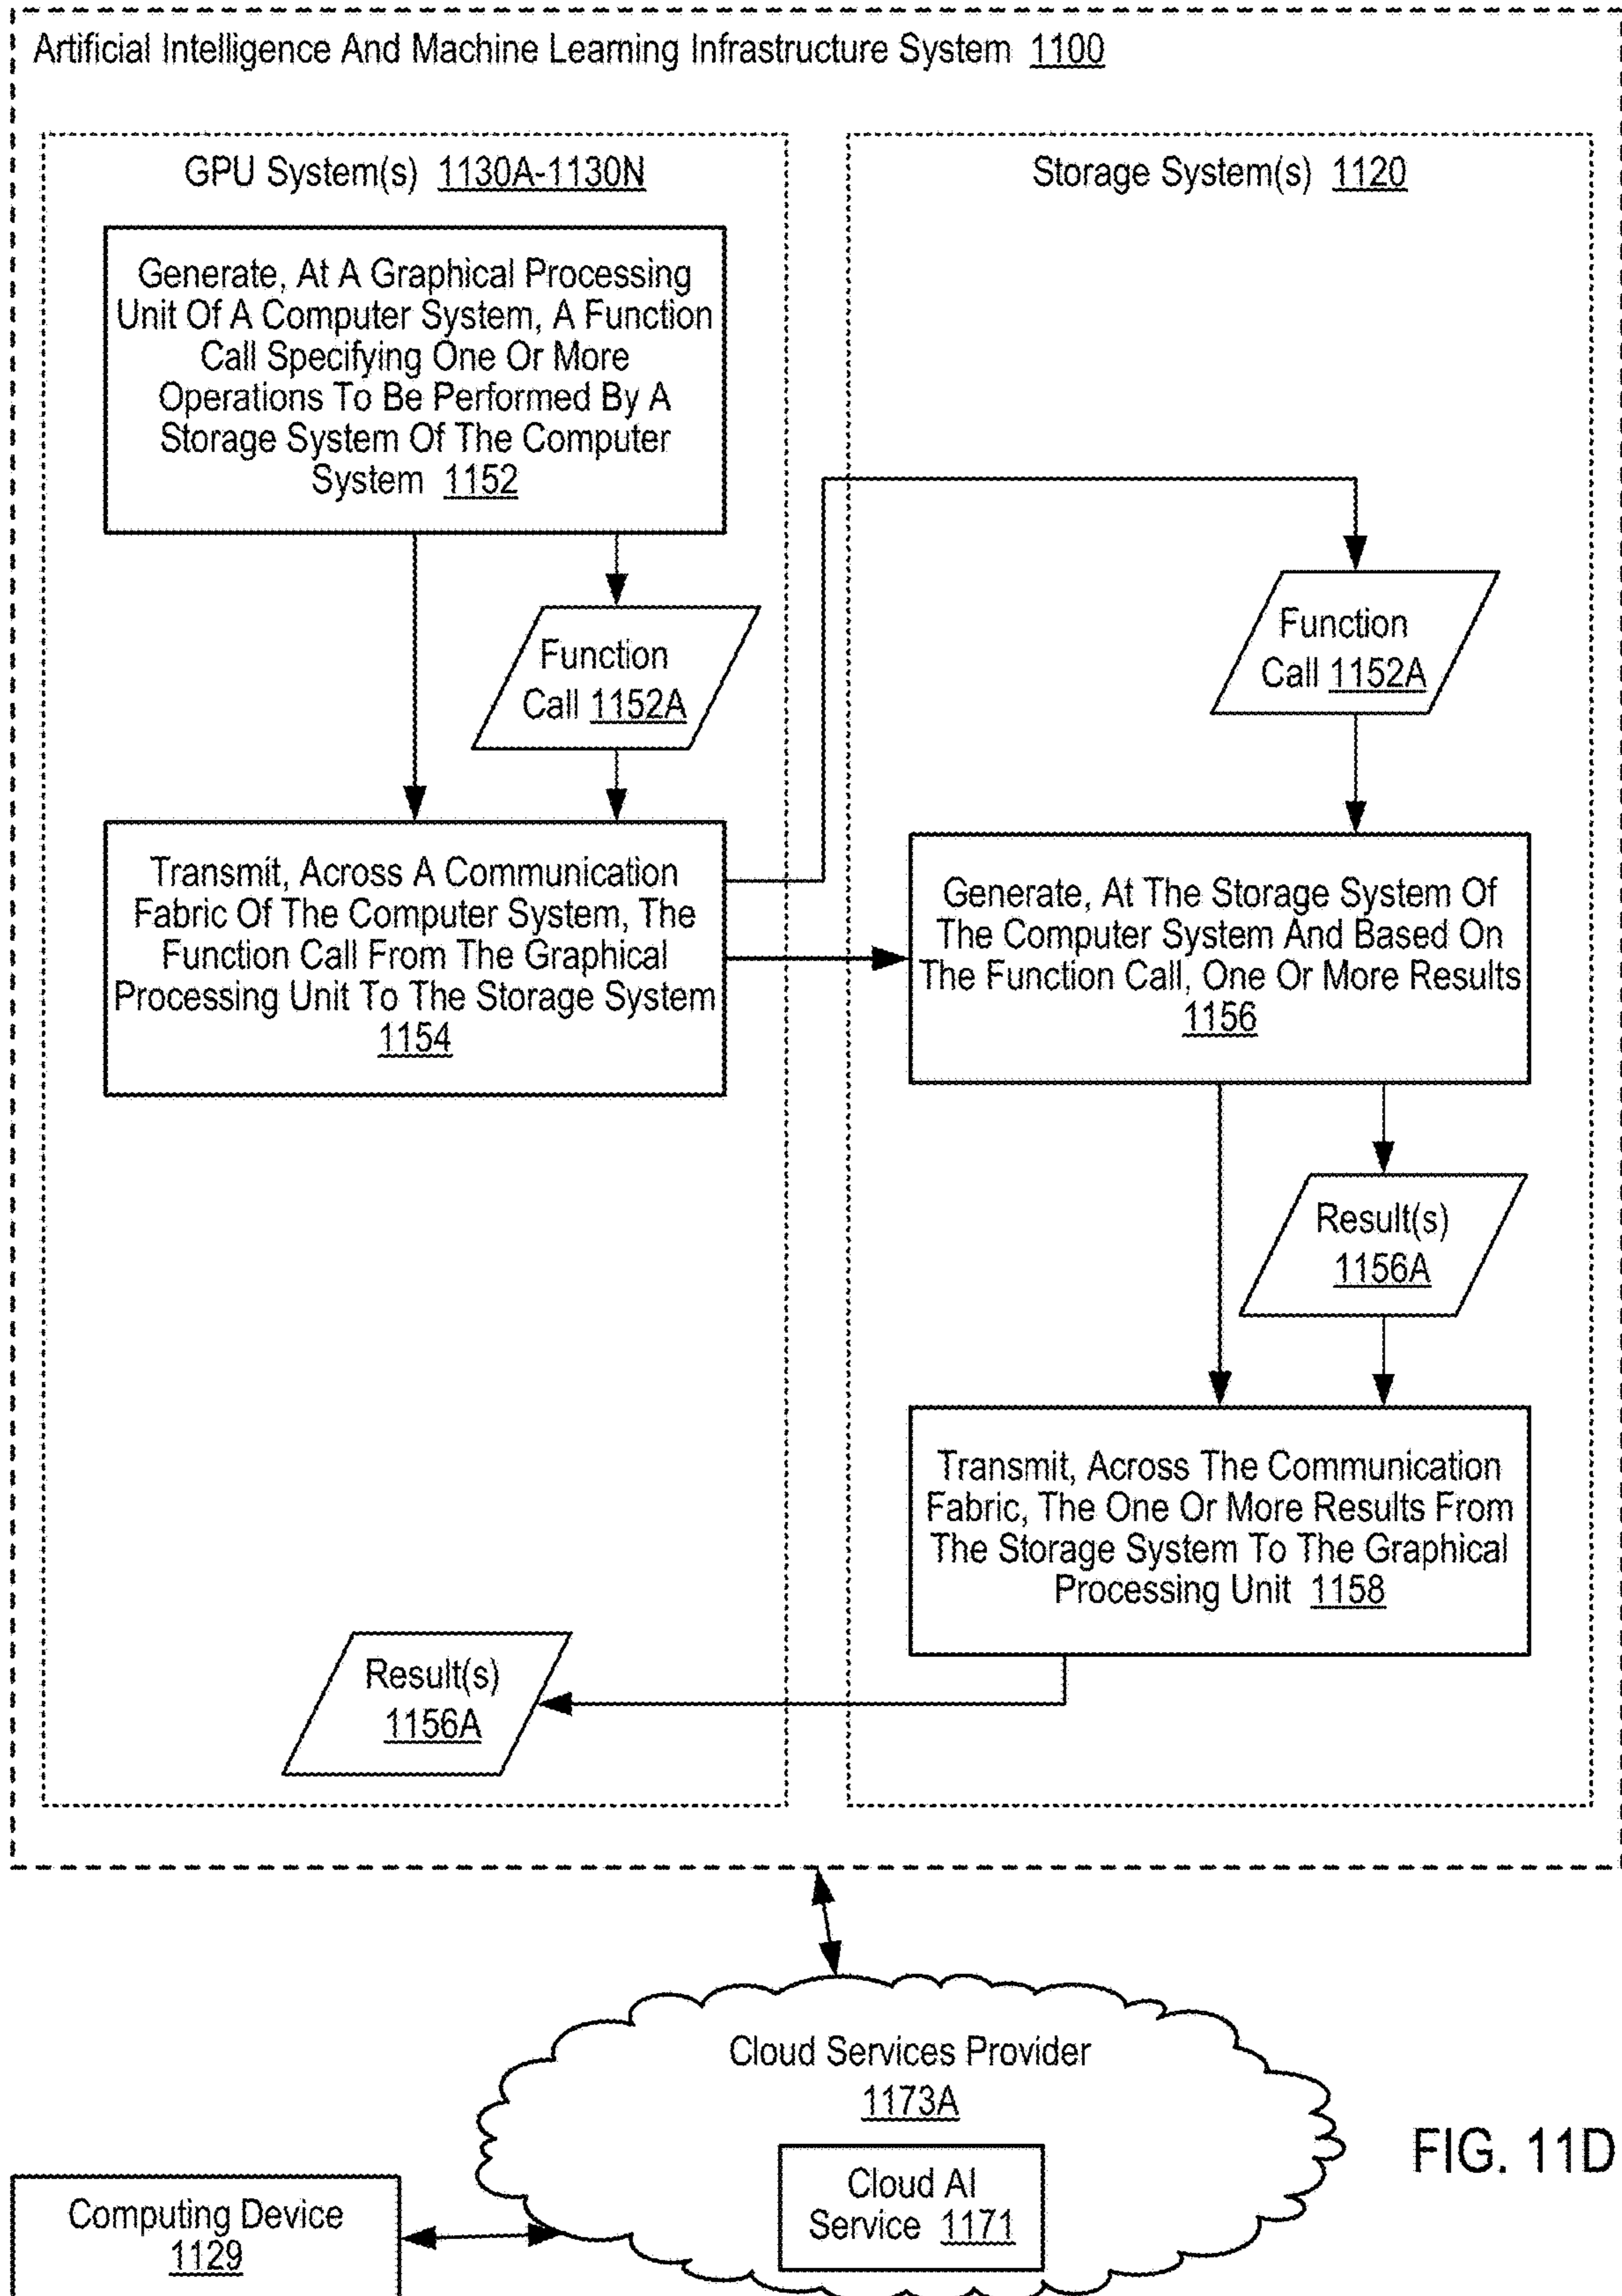 Artificial Intelligence And Machine Learning Infrastructure System 1100
GPU System(s) 1130A-1130N
Generate, At A Graphical Processing
Unit Of A Computer System, A Function
Call Specifying One Or More
Operations To Be Performed By A
Storage System Of The Computer
System 1152
Function
Call 1152A
Transmit, Across A Communication
Fabric Of The Computer System, The
Function Call From The Graphical
Processing Unit To The Storage System
1154
Storage System(s) 1120
Function
Call 1152A
Generate, At The Storage System Of
The Computer System And Based On
The Function Call, One Or More Results
1156
Result(s)
1156A
Transmit, Across The Communication
Fabric, The One Or More Results From
The Storage System To The Graphical
Processing Unit 1158
Result(s)
1156A
Cloud Services Provider
1173A
Cloud AI
Service 1171
Computing Device
1129
FIG. 11D